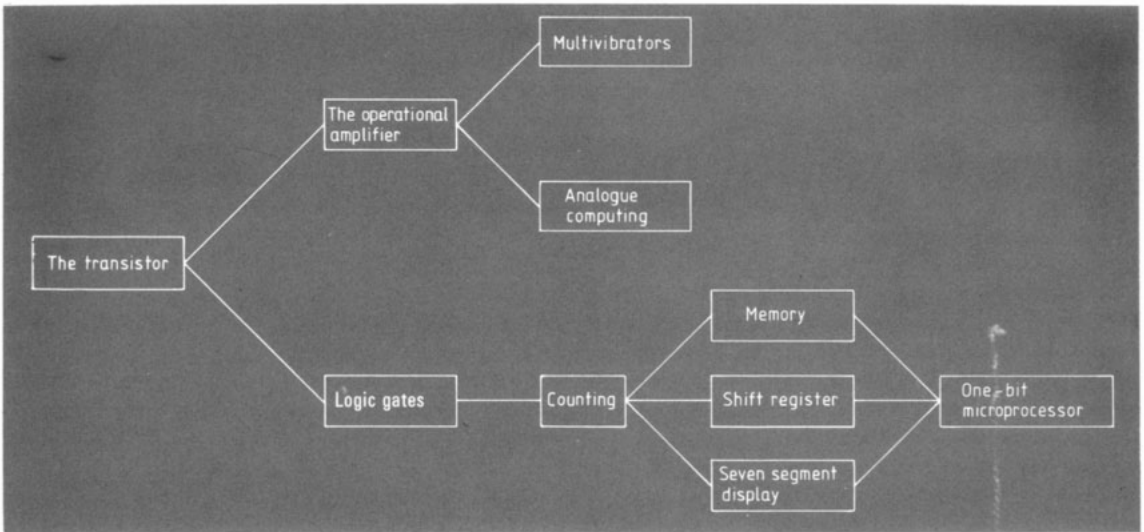 Multivibrators
The operational
amplifier
Analogue
computing
The transistor
Memory
Logic gates
Counting
Shift register
One-bit
microprocessor
Seven segment
display